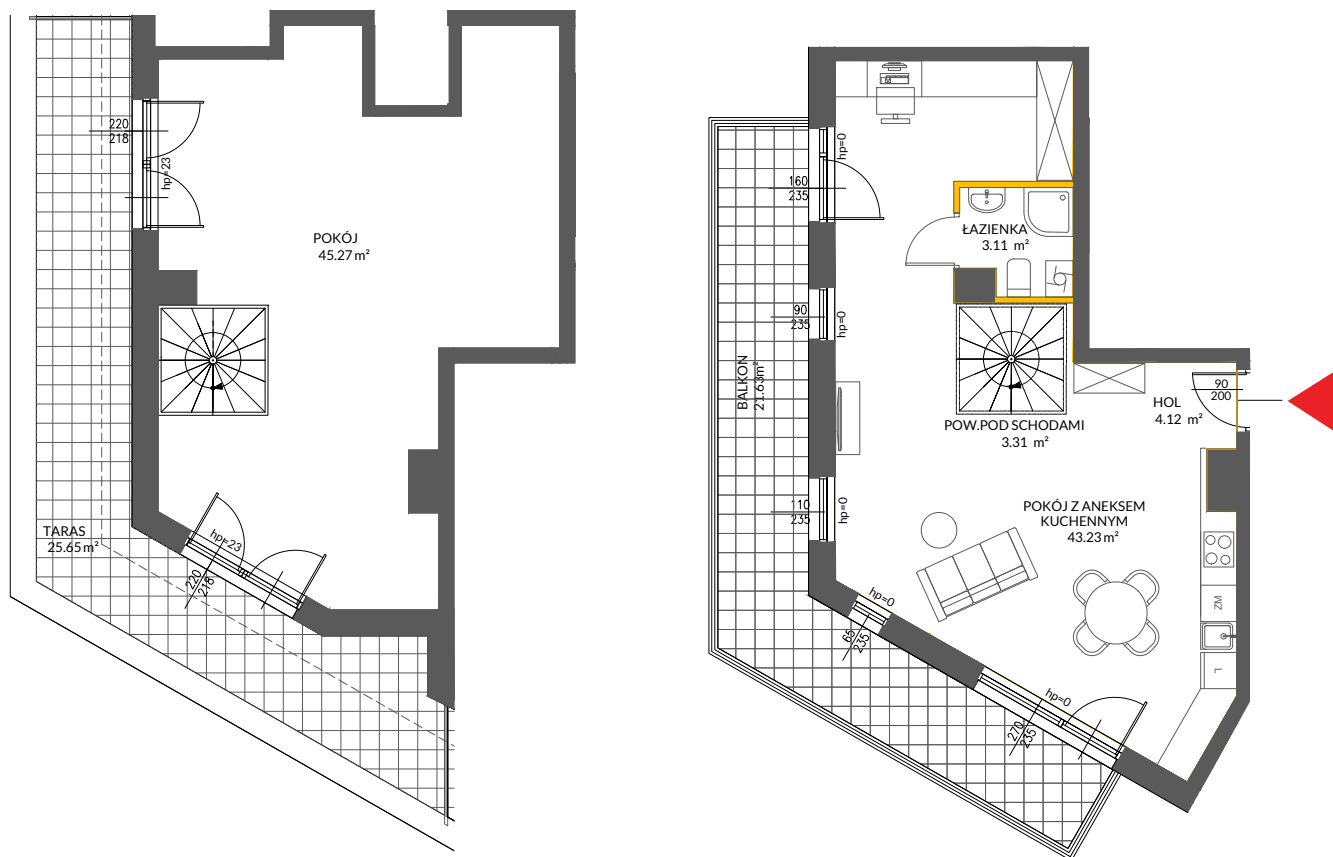 220
218
hp=23
POKÓJ
45.27 m²
TARAS
25.65 m²
hp=23
220
218
160
235
hp=0
ŁAZIENKA
3.11 m²
90
235
hp=0
BALKON
21.63m²
POW.POD SCHODAMI
3.31 m²
HOL
4.12 m²
90
200
110
235
hp=0
POKÓJ Z ANEKSEM
KUCHENNYM
43.23 m²
ZM
L
hp=0
65
235
hp=0
270
235